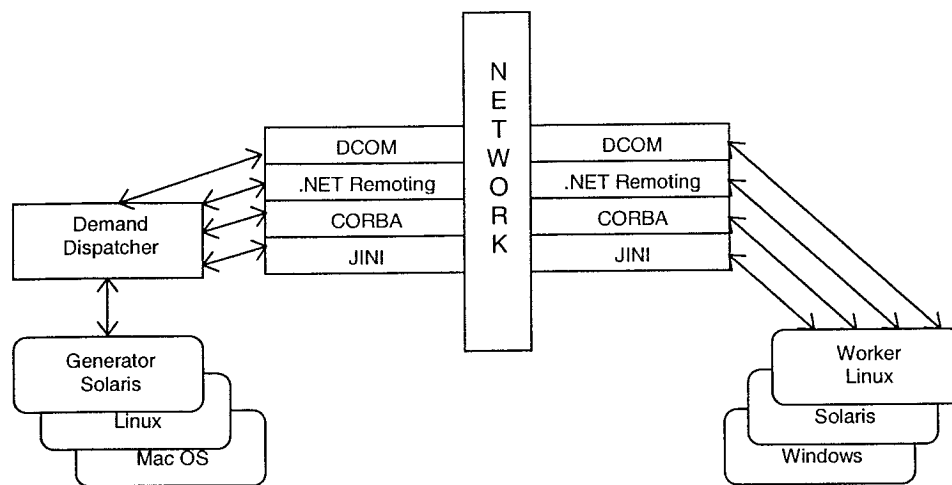 NETWORK
DCOM
.NET Remoting
CORBA
JINI
DCOM
.NET Remoting
CORBA
JINI
Demand
Dispatcher
Generator
Solaris
Linux
Mac OS
Worker
Linux
Solaris
Windows